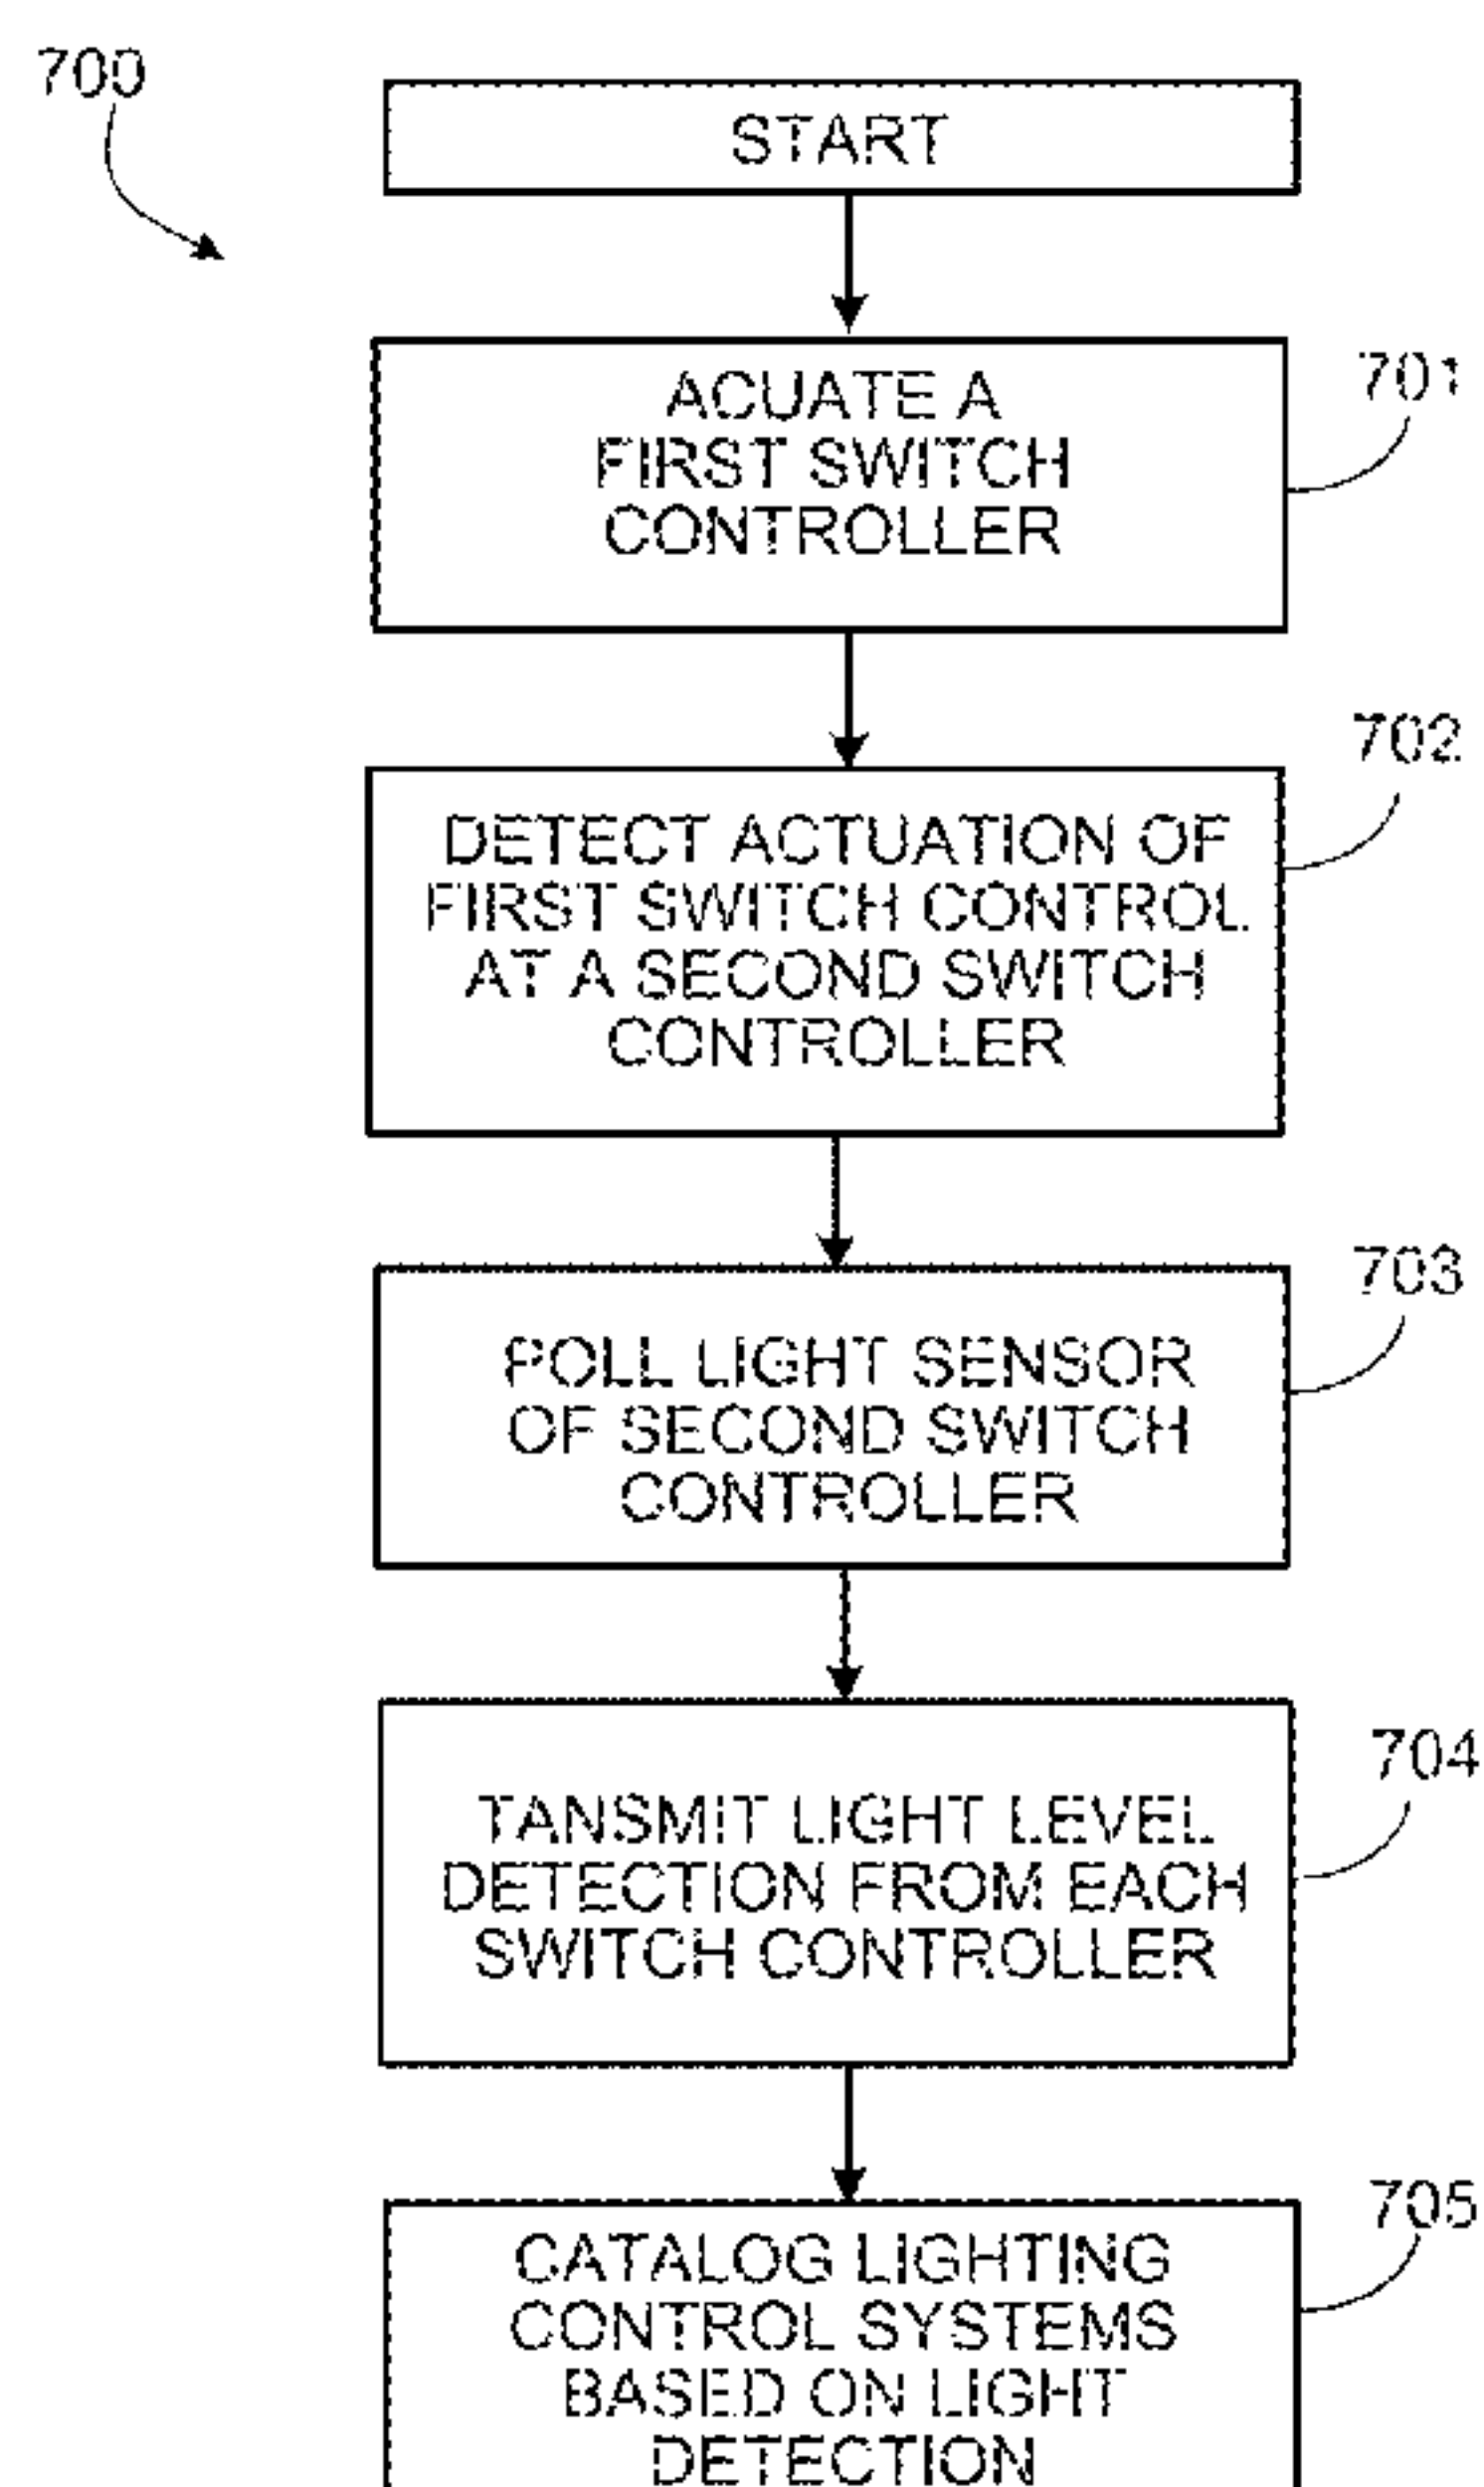 700
START
ACUATE A
FIRST SWITCH
CONTROLLER
701
DETECT ACTUATION OF
FIRST SWITCH CONTROL
AT A SECOND SWITCH
CONTROLLER
702
POLL LIGHT SENSOR
OF SECOND SWITCH
CONTROLLER
703
TANSMIT LIGHT LEVEL
DETECTION FROM EACH
SWITCH CONTROLLER
704
CATALOG LIGHTING
CONTROL SYSTEMS
BASED ON LIGHT
DETECTION
705